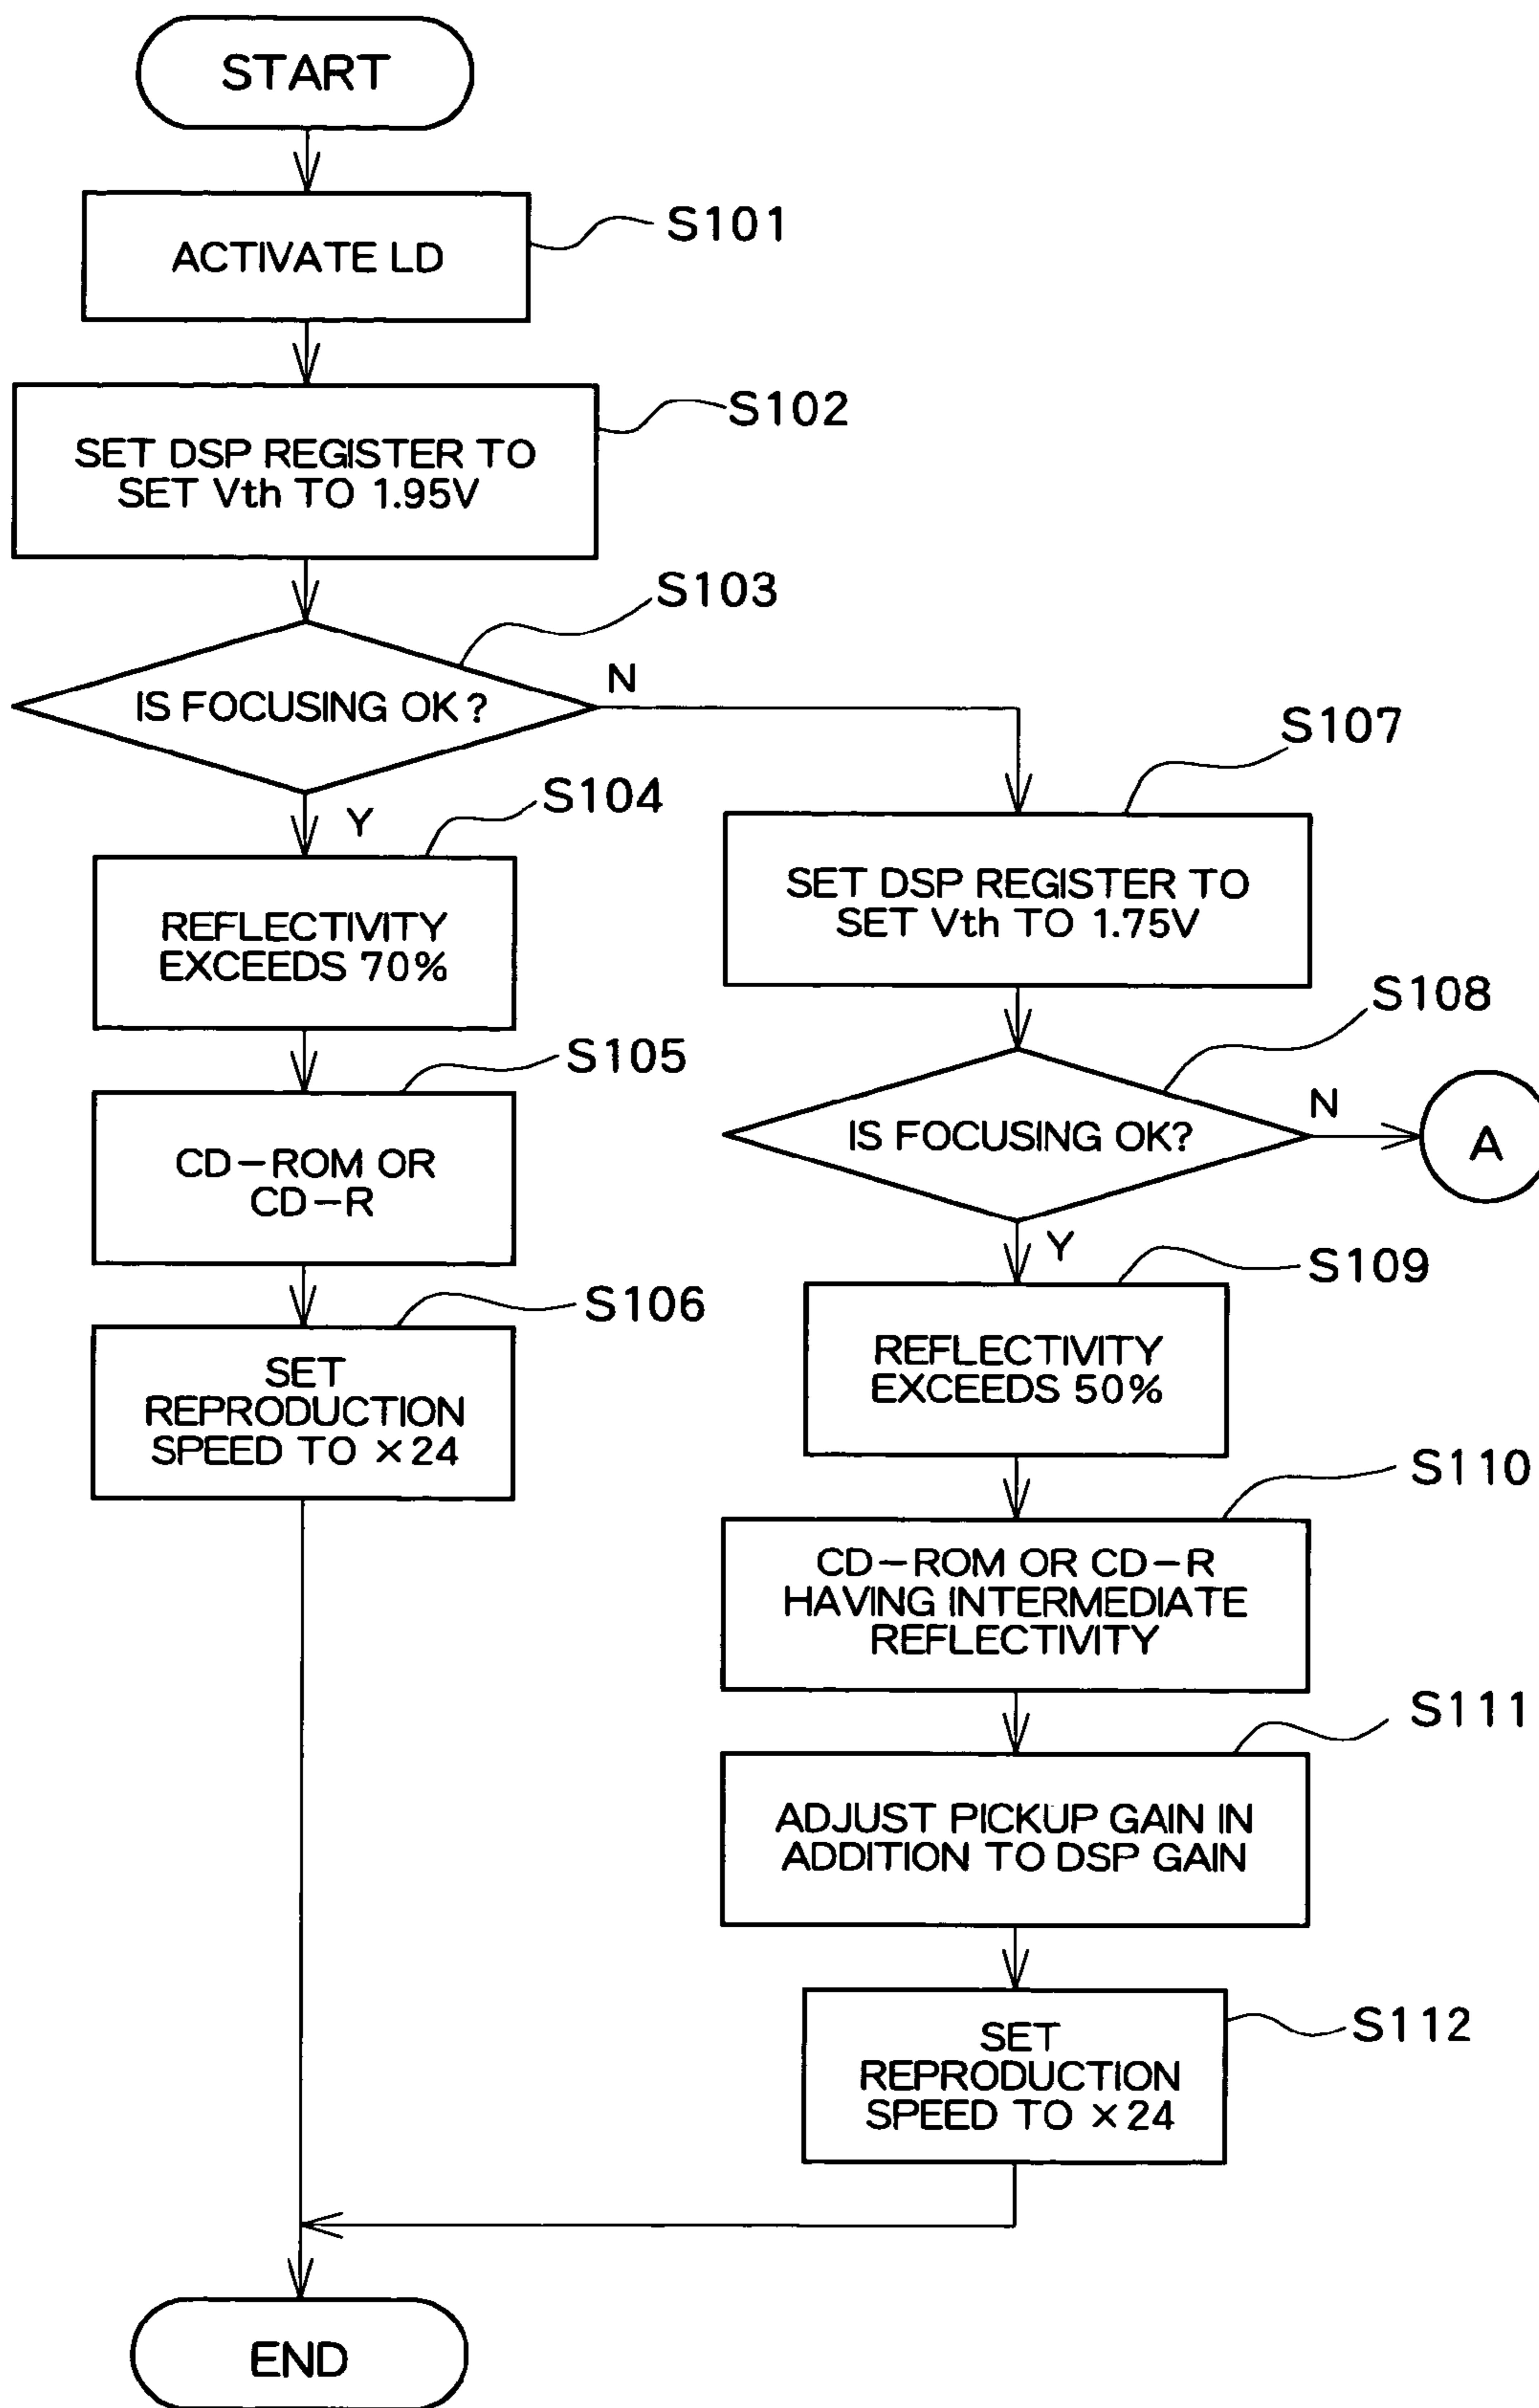 START
ACTIVATE LD
S101
SET DSP REGISTER TO
SET Vth TO 1.95V
S102
IS FOCUSING OK?
S103
N
Y
REFLECTIVITY
EXCEEDS 70%
S104
CD-ROM OR
CD-R
S105
SET
REPRODUCTION
SPEED TO ×24
S106
SET DSP REGISTER TO
SET Vth TO 1.75V
S107
IS FOCUSING OK?
S108
N
A
Y
REFLECTIVITY
EXCEEDS 50%
S109
CD-ROM OR CD-R
HAVING INTERMEDIATE
REFLECTIVITY
S110
ADJUST PICKUP GAIN IN
ADDITION TO DSP GAIN
S111
SET
REPRODUCTION
SPEED TO ×24
S112
END